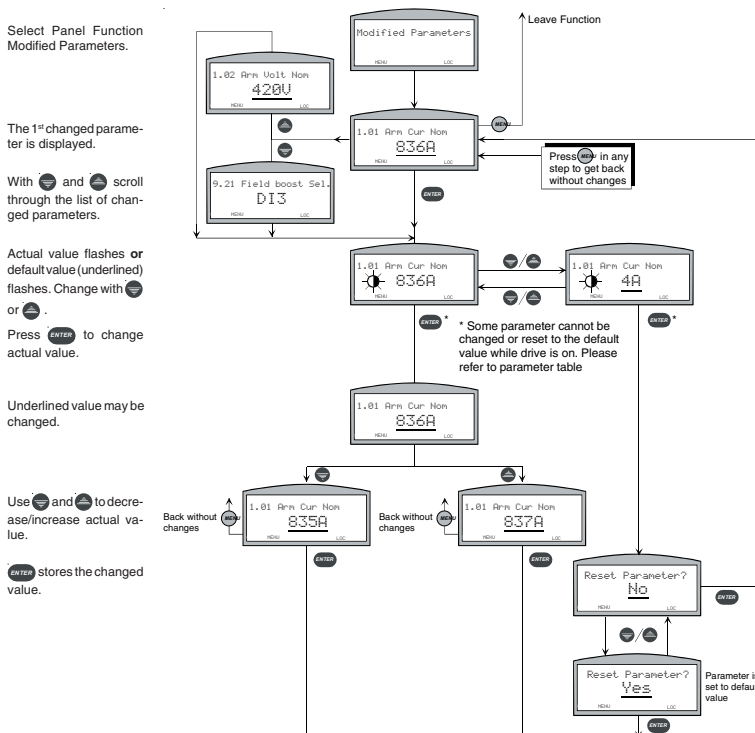 Select Panel Function
Modified Parameters.
The 1st changed parame-
ter is displayed.
With and scroll
through the list of chan-
ged parameters.
Actual value flashes or
default value (underlined)
flashes. Change with
or .
Press ENTER to change
actual value.
Underlined value may be
changed.
Use and to decre-
ase/increase actual va-
lue.
ENTER stores the changed
value.
Modified Parameters
MENU LOC
Leave Function
MENU
1.02 Arm Volt Nom
420V
MENU LOC
1.01 Arm Cur Nom
836A
MENU LOC
Press MENU in any
step to get back
without changes
9.21 Field boost Sel.
DI3
MENU LOC
ENTER
1.01 Arm Cur Nom
836A
MENU LOC
1.01 Arm Cur Nom
4A
MENU LOC
ENTER *
* Some parameter cannot be
changed or reset to the default
value while drive is on. Please
refer to parameter table
ENTER *
1.01 Arm Cur Nom
836A
MENU LOC
Back without
changes
MENU
1.01 Arm Cur Nom
835A
MENU LOC
ENTER
Back without
changes
MENU
1.01 Arm Cur Nom
837A
MENU LOC
ENTER
Reset Parameter?
No
MENU LOC
ENTER
Reset Parameter?
Yes
MENU LOC
ENTER
Parameter is
set to defau
value